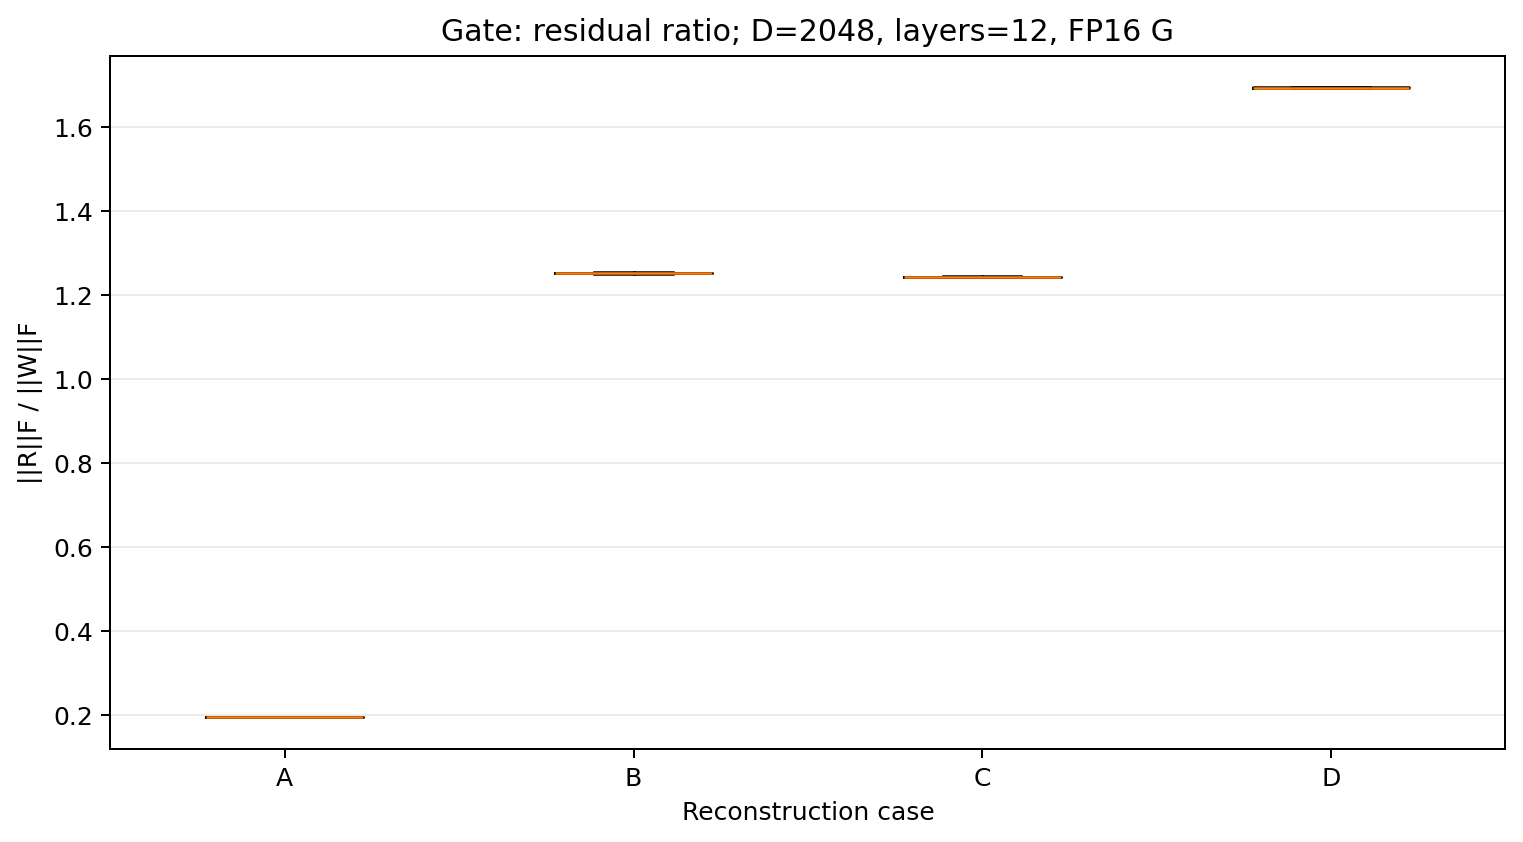 Gate: residual ratio; D=2048, layers=12, FP16 G
||R||F / ||W||F
1.6
1.4
1.2
1.0
0.8
0.6
0.4
0.2
A B C D
Reconstruction case